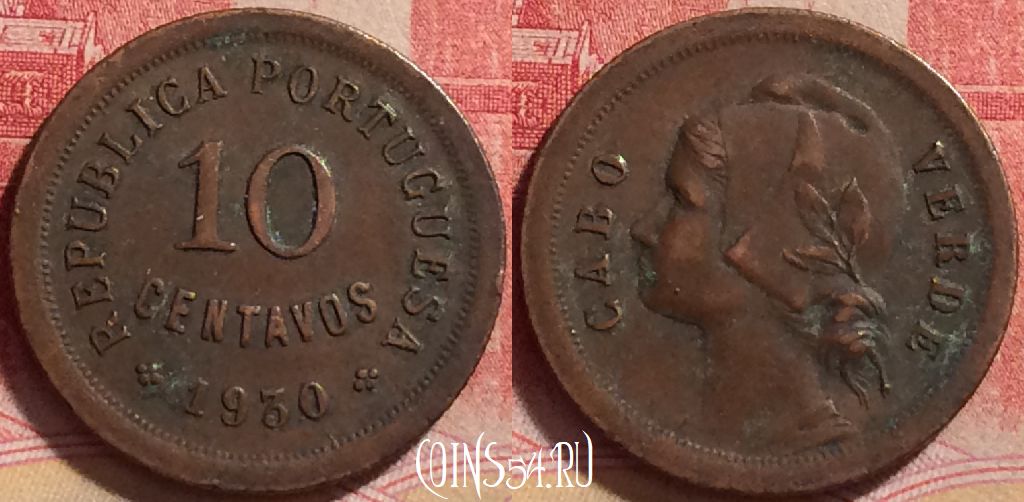 REPUBLICA PORTUGUESA
10
CENTAVOS
1930
CABO VERDE
COINS54.RU